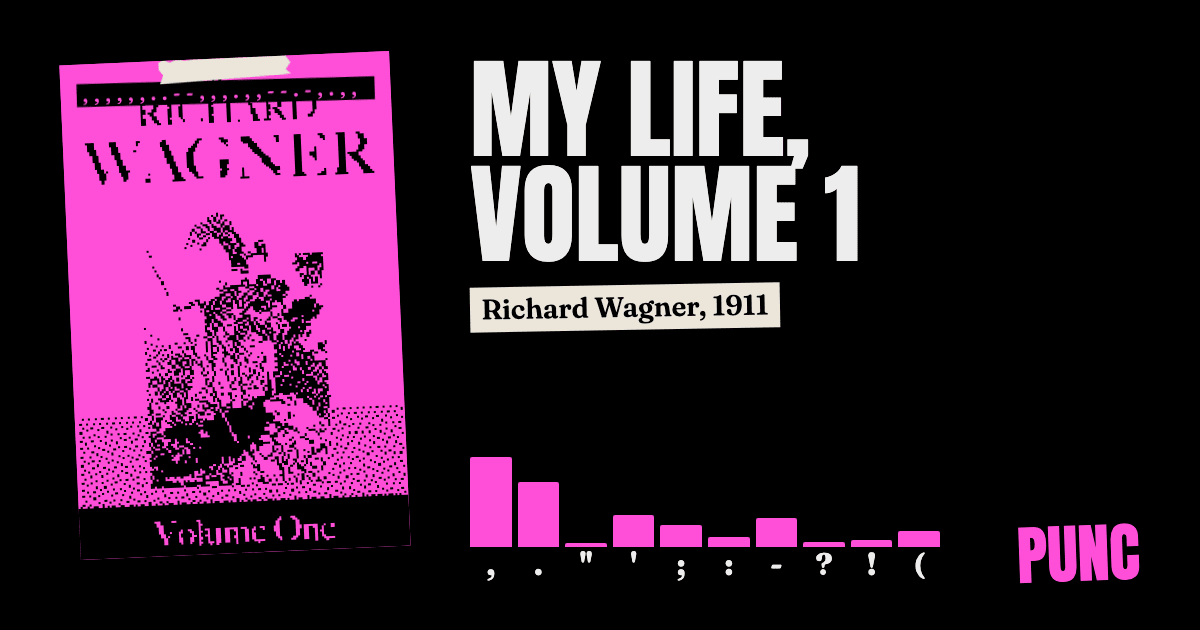 RICHARD
WAGNER
Volume One
MY LIFE,
VOLUME 1
Richard Wagner, 1911
, . " ' ; : - ? ! (
PUNC